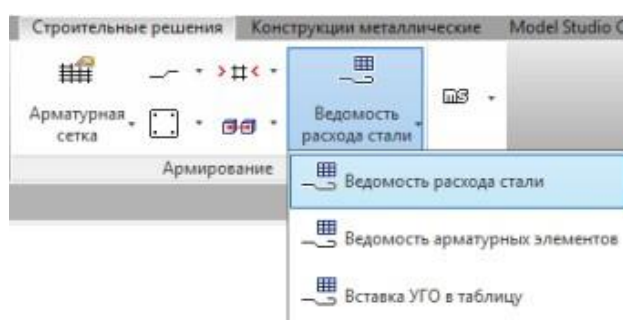 Строительные решения Конструкции металлические Model Studio C
Арматурная сетка
Ведомость расхода стали
mS
Армирование
Ведомость расхода стали
Ведомость арматурных элементов
Вставка УГО в таблицу